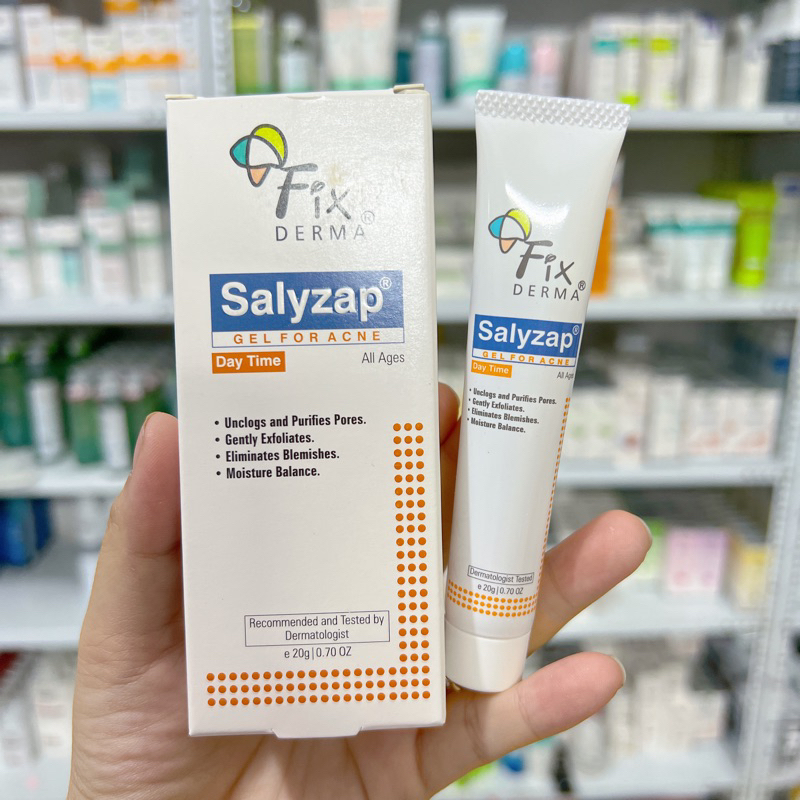 Fix
DERMA®
Salyzap®
GEL FOR ACNE
Day Time
All Ages
• Unclogs and Purifies Pores.
• Gently Exfoliates.
• Eliminates Blemishes.
• Moisture Balance.
Recommended and Tested by
Dermatologist
e 20g|0.70 OZ
Fix
DERMA®
Salyzap®
GEL FOR ACNE
Day Time
All Ages
• Unclogs and Purifies Pores.
• Gently Exfoliates.
• Eliminates Blemishes.
• Moisture Balance.
Dermatologist Tested
e 20g|0.70 OZ